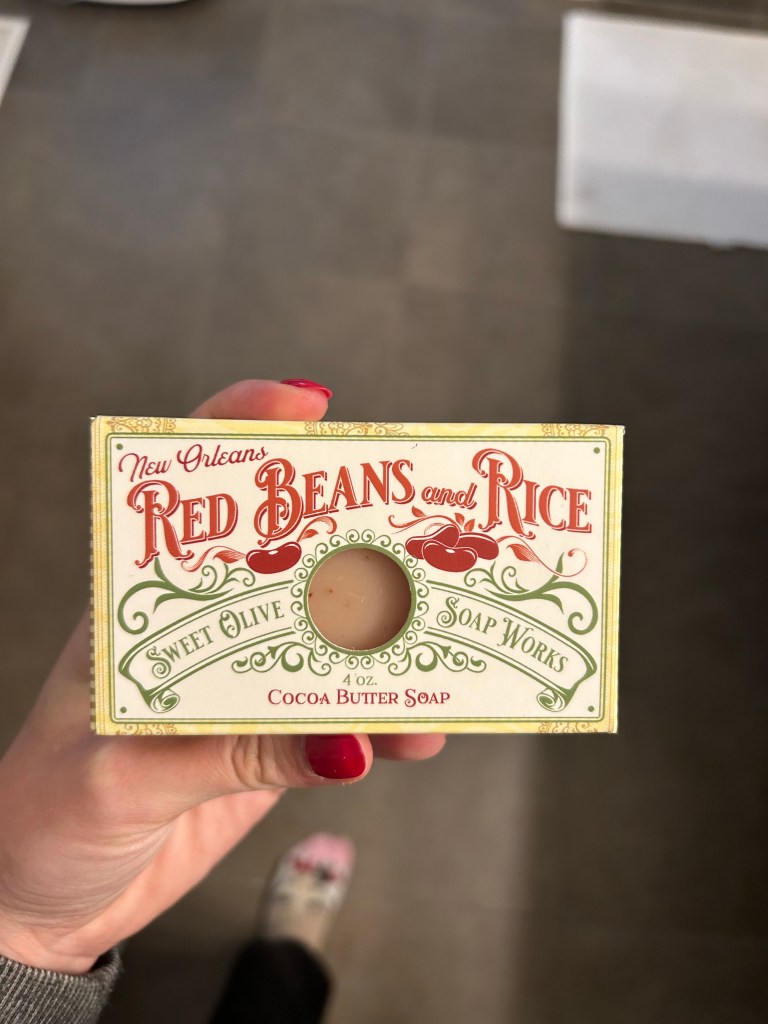 New Orleans
Red Beans and Rice
Sweet Olive Soap Works
4 oz.
Cocoa Butter Soap